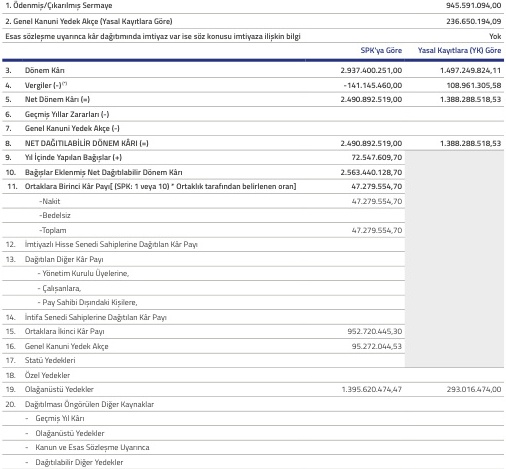 1. Ödenmiş/Çıkarılmış Sermaye 945.591.094,00
2. Genel Kanuni Yedek Akçe (Yasal Kayıtlara Göre) 236.650.194,09
Esas sözleşme uyarınca kâr dağıtımında imtiyaz var ise söz konusu imtiyaza ilişkin bilgi Yok
SPK'ya Göre Yasal Kayıtlara (YK) Göre
3. Dönem Kârı 2.937.400.251,00 1.497.249.824,11
4. Vergiler (-)(*) -141.145.460,00 108.961.305,58
5. Net Dönem Kârı (=) 2.490.892.519,00 1.388.288.518,53
6. Geçmiş Yıllar Zararları (-)
7. Genel Kanuni Yedek Akçe (-)
8. NET DAĞITILABİLİR DÖNEM KÂRI (=) 2.490.892.519,00 1.388.288.518,53
9. Yıl İçinde Yapılan Bağışlar (+) 72.547.609,70
10. Bağışlar Eklenmiş Net Dağıtılabilir Dönem Kârı 2.563.440.128,70
11. Ortaklara Birinci Kâr Payı[ (SPK: 1 veya 10) * Ortaklık tarafından belirlenen oran] 47.279.554,70
-Nakit 47.279.554,70
-Bedelsiz
-Toplam 47.279.554,70
12. İmtiyazlı Hisse Senedi Sahiplerine Dağıtılan Kâr Payı
13. Dağıtılan Diğer Kâr Payı
- Yönetim Kurulu Üyelerine,
- Çalışanlara,
- Pay Sahibi Dışındaki Kişilere,
14. İntifa Senedi Sahiplerine Dağıtılan Kâr Payı
15. Ortaklara İkinci Kâr Payı 952.720.445,30
16. Genel Kanuni Yedek Akçe 95.272.044,53
17. Statü Yedekleri
18. Özel Yedekler
19. Olağanüstü Yedekler 1.395.620.474,47 293.016.474,00
20. Dağıtılması Öngörülen Diğer Kaynaklar
- Geçmiş Yıl Kârı
- Olağanüstü Yedekler
- Kanun ve Esas Sözleşme Uyarınca
- Dağıtılabilir Diğer Yedekler